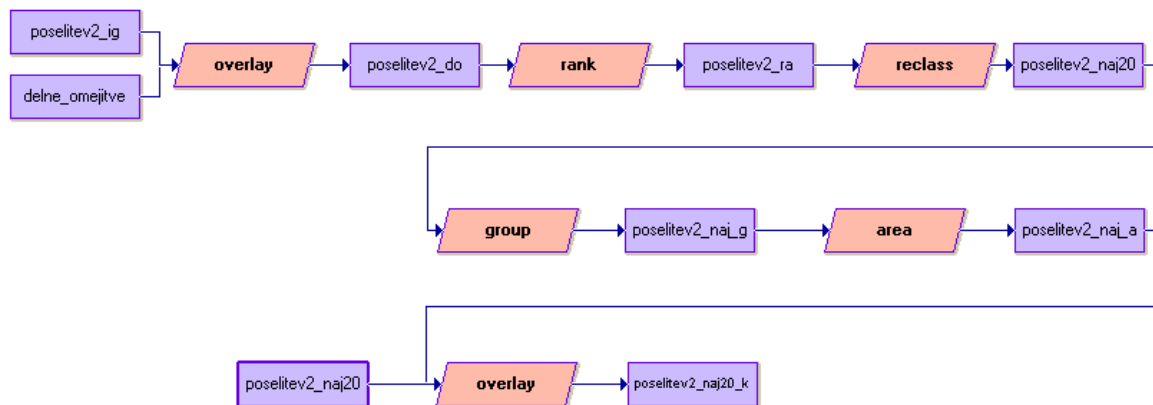 poselitev2_ig
delne_omejitve
overlay
poselitev2_do
rank
poselitev2_ra
reclass
poselitev2_naj20
group
poselitev2_naj_g
area
poselitev2_naj_a
poselitev2_naj20
overlay
poselitev2_naj20_k